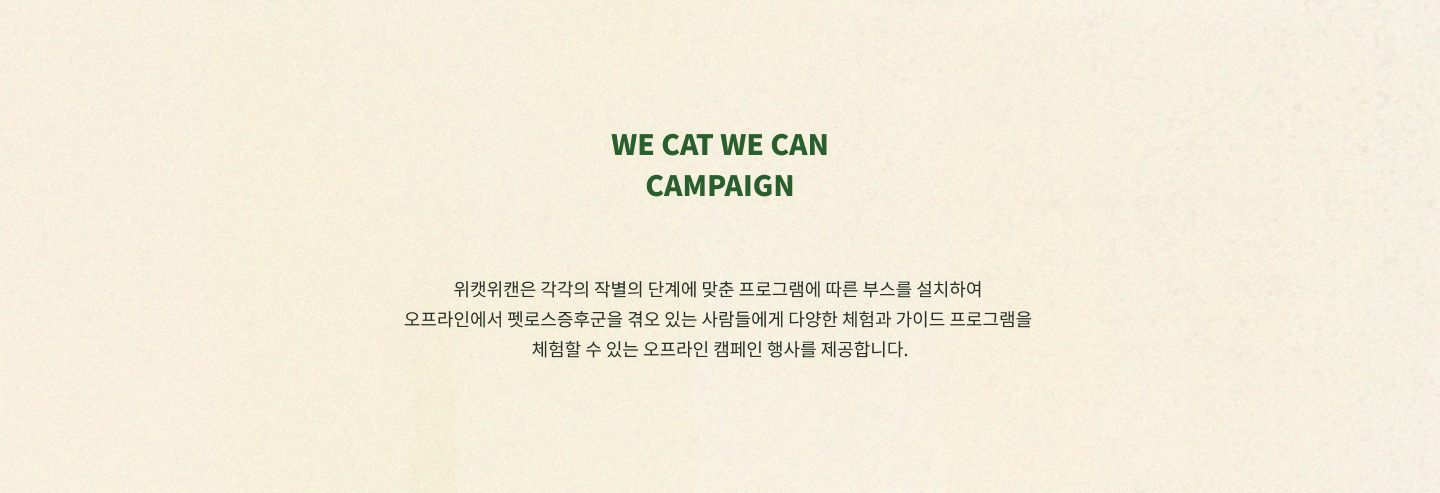 WE CAT WE CAN
CAMPAIGN
위캣위캔은 각각의 작별의 단계에 맞춘 프로그램에 따른 부스를 설치하여
오프라인에서 펫로스증후군을 겪오 있는 사람들에게 다양한 체험과 가이드 프로그램을
체험할 수 있는 오프라인 캠페인 행사를 제공합니다.